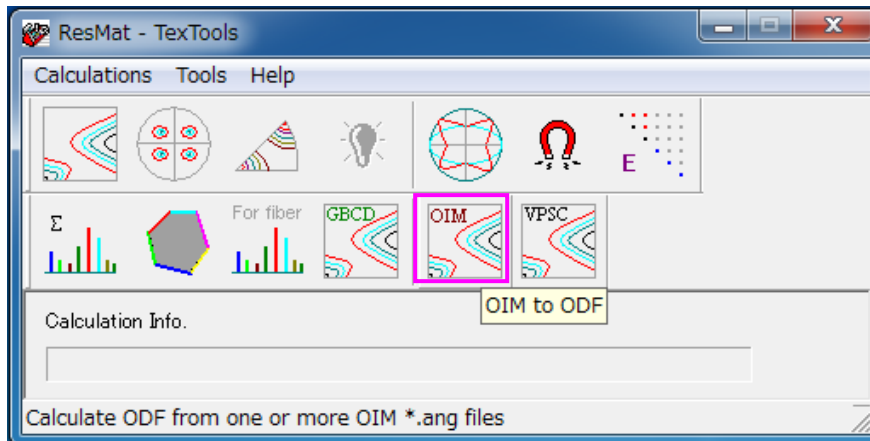 ResMat - TexTools
Calculations Tools Help
E
Σ
For fiber
GBCD
OIM
VPSC
OIM to ODF
Calculation Info.
Calculate ODF from one or more OIM *.ang files